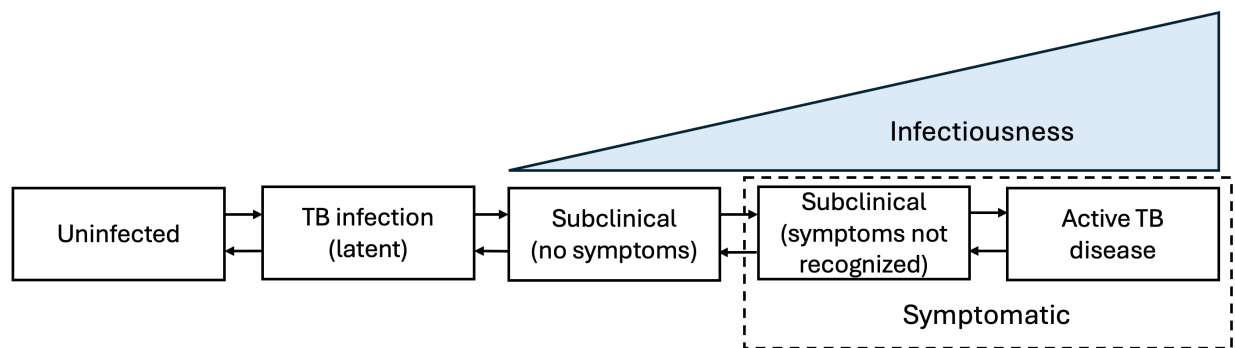 Infectiousness
Uninfected
TB infection
(latent)
Subclinical
(no symptoms)
Subclinical
(symptoms not
recognized)
Active TB
disease
Symptomatic